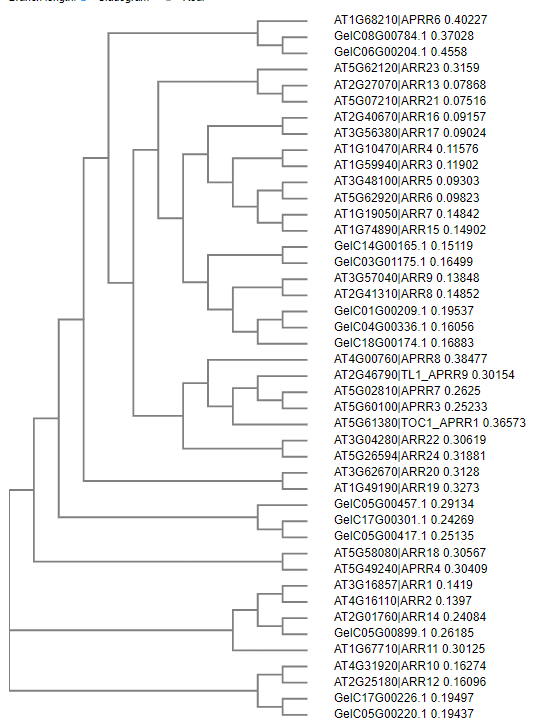 AT1G68210|APRR6 0.40227
GelC08G00784.1 0.37028
GelC06G00204.1 0.4558
AT5G62120|ARR23 0.3159
AT2G27070|ARR13 0.07868
AT5G07210|ARR21 0.07516
AT2G40670|ARR16 0.09157
AT3G56380|ARR17 0.09024
AT1G10470|ARR4 0.11576
AT1G59940|ARR3 0.11902
AT3G48100|ARR5 0.09303
AT5G62920|ARR6 0.09823
AT1G19050|ARR7 0.14842
AT1G74890|ARR15 0.14902
GelC14G00165.1 0.15119
GelC03G01175.1 0.16499
AT3G57040|ARR9 0.13848
AT2G41310|ARR8 0.14852
GelC01G00209.1 0.19537
GelC04G00336.1 0.16056
GelC18G00174.1 0.16883
AT4G00760|APRR8 0.38477
AT2G46790|TL1_APRR9 0.30154
AT5G02810|APRR7 0.2625
AT5G60100|APRR3 0.25233
AT5G61380|TOC1_APRR1 0.36573
AT3G04280|ARR22 0.30619
AT5G26594|ARR24 0.31881
AT3G62670|ARR20 0.3128
AT1G49190|ARR19 0.3273
GelC05G00457.1 0.29134
GelC17G00301.1 0.24269
GelC05G00417.1 0.25135
AT5G58080|ARR18 0.30567
AT5G49240|APRR4 0.30409
AT3G16857|ARR1 0.1419
AT4G16110|ARR2 0.1397
AT2G01760|ARR14 0.24084
GelC05G00899.1 0.26185
AT1G67710|ARR11 0.30125
AT4G31920|ARR10 0.16274
AT2G25180|ARR12 0.16096
GelC17G00226.1 0.19497
GelC05G00220.1 0.19437